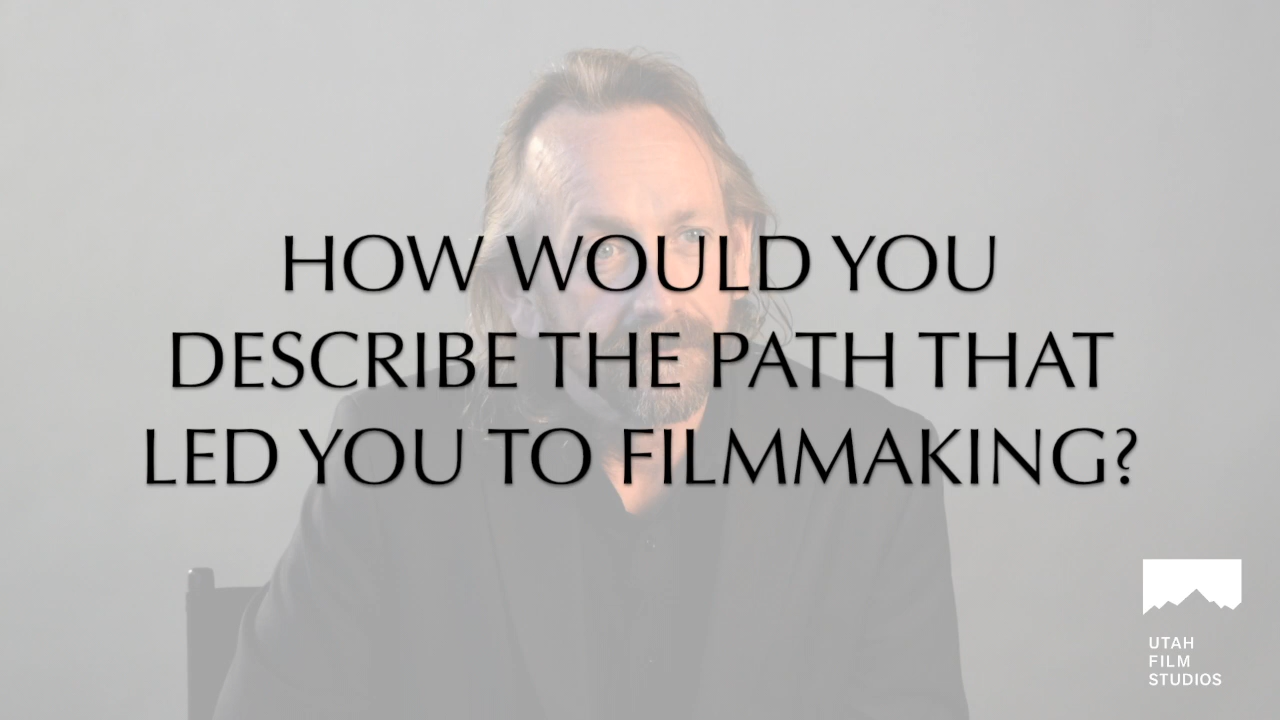 HOW WOULD YOU
DESCRIBE THE PATH THAT
LED YOU TO FILMMAKING?
UTAH
FILM
STUDIOS